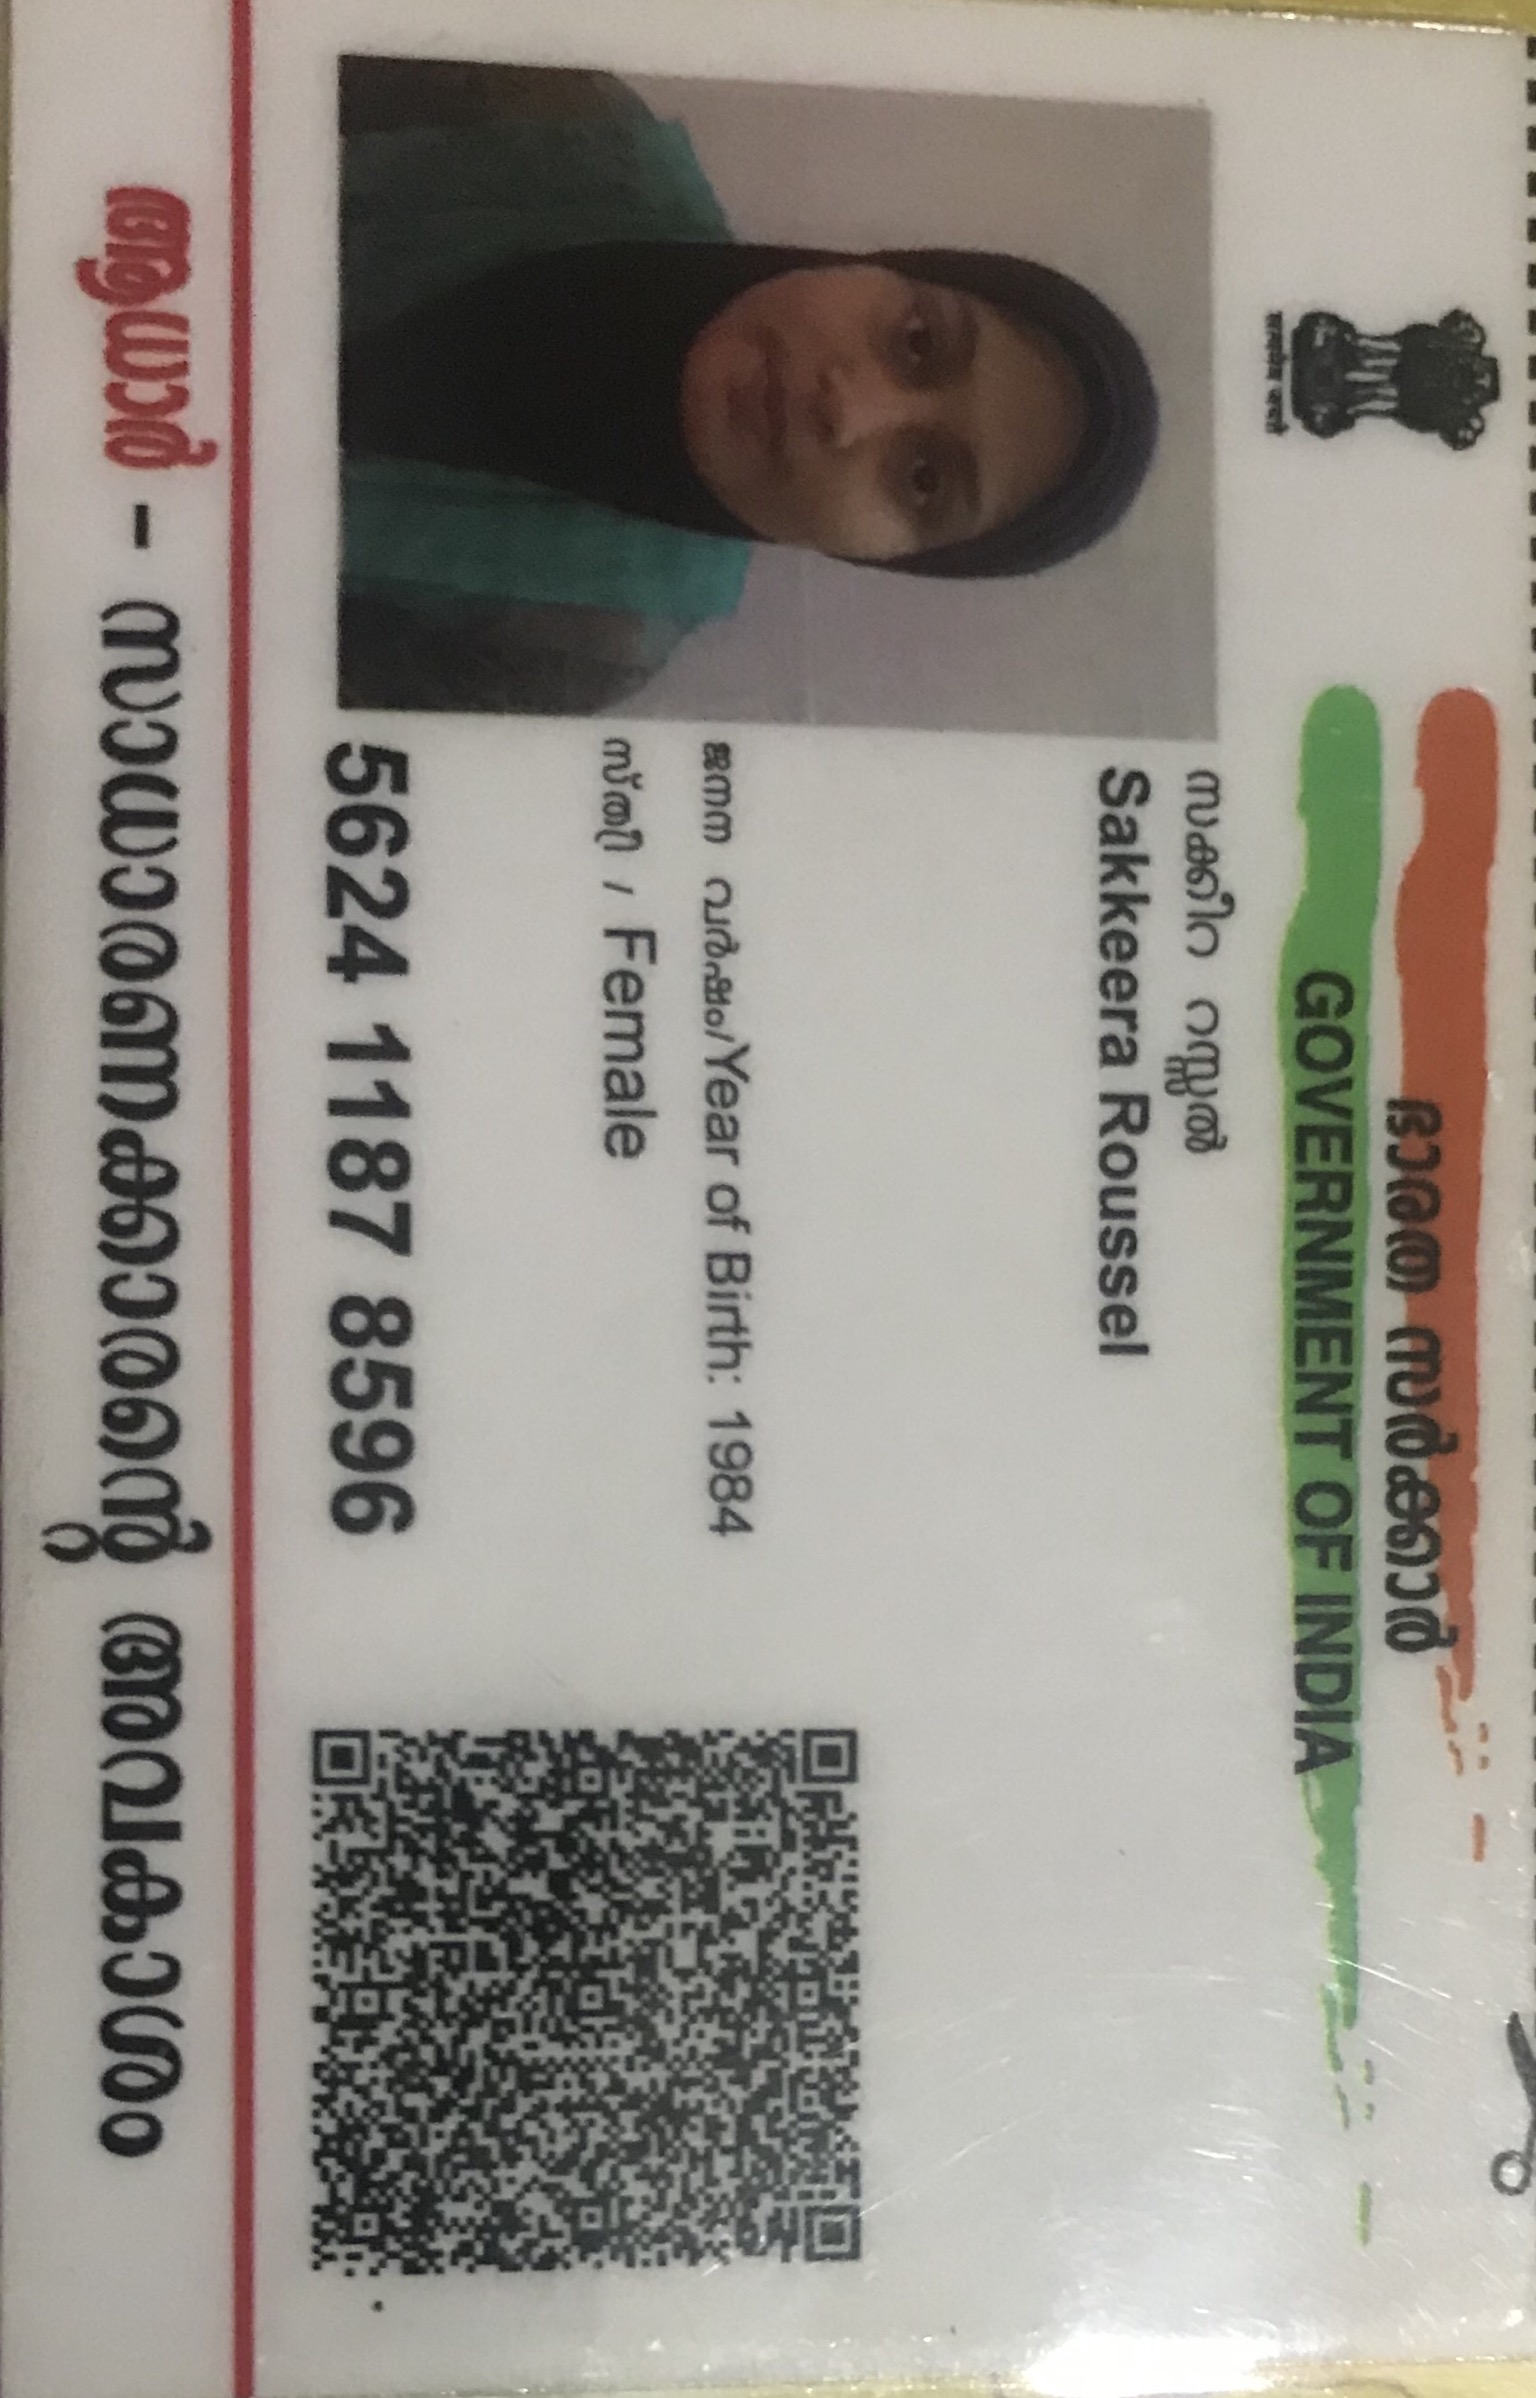 ഭാരത സർക്കാർ
GOVERNMENT OF INDIA
സക്കീറ റസ്സൽ
Sakkeera Roussel
ജനന വർഷം/Year of Birth: 1984
സ്ത്രീ / Female
5624 1187 8596
ആധാർ - സാധാരണക്കാരന്റെ അവകാശം